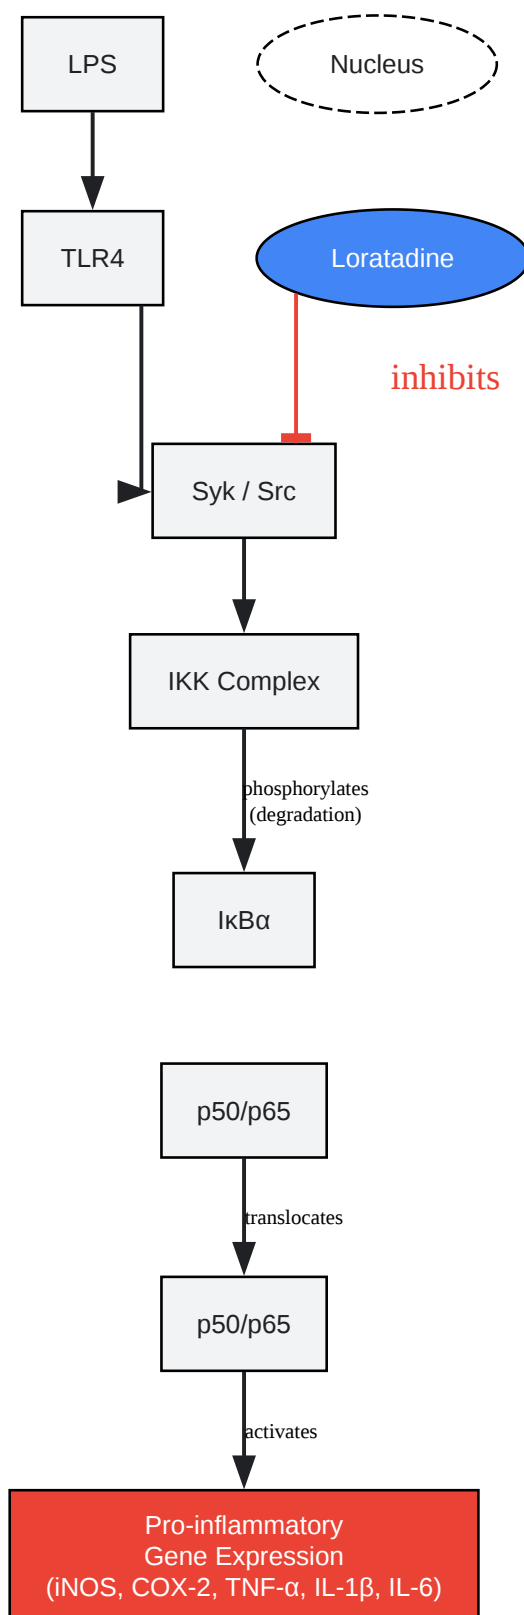 LPS
Nucleus
TLR4
Loratadine
inhibits
Syk / Src
IKK Complex
phosphorylates
(degradation)
IκBα
p50/p65
translocates
p50/p65
activates
Pro-inflammatory
Gene Expression
(iNOS, COX-2, TNF-α, IL-1β, IL-6)